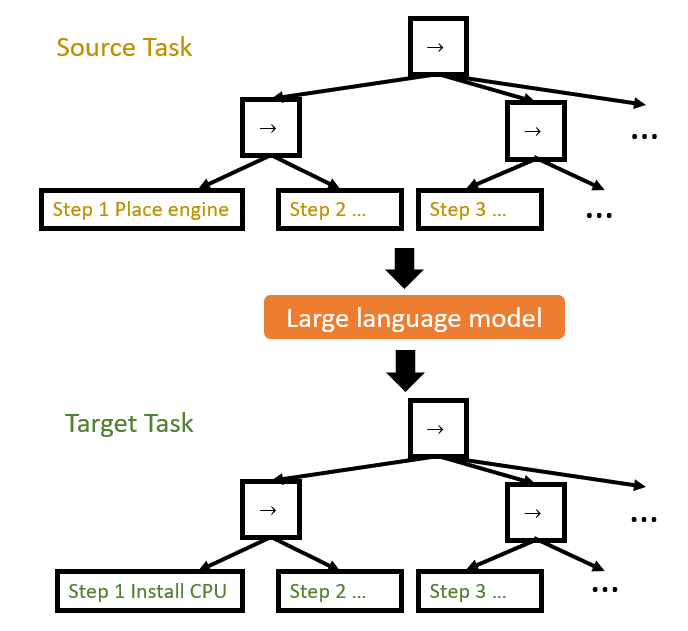 Source Task
→
→
→
...
Step 1 Place engine
Step 2 ...
Step 3 ...
...
Large language model
Target Task
→
→
→
...
Step 1 Install CPU
Step 2 ...
Step 3 ...
...